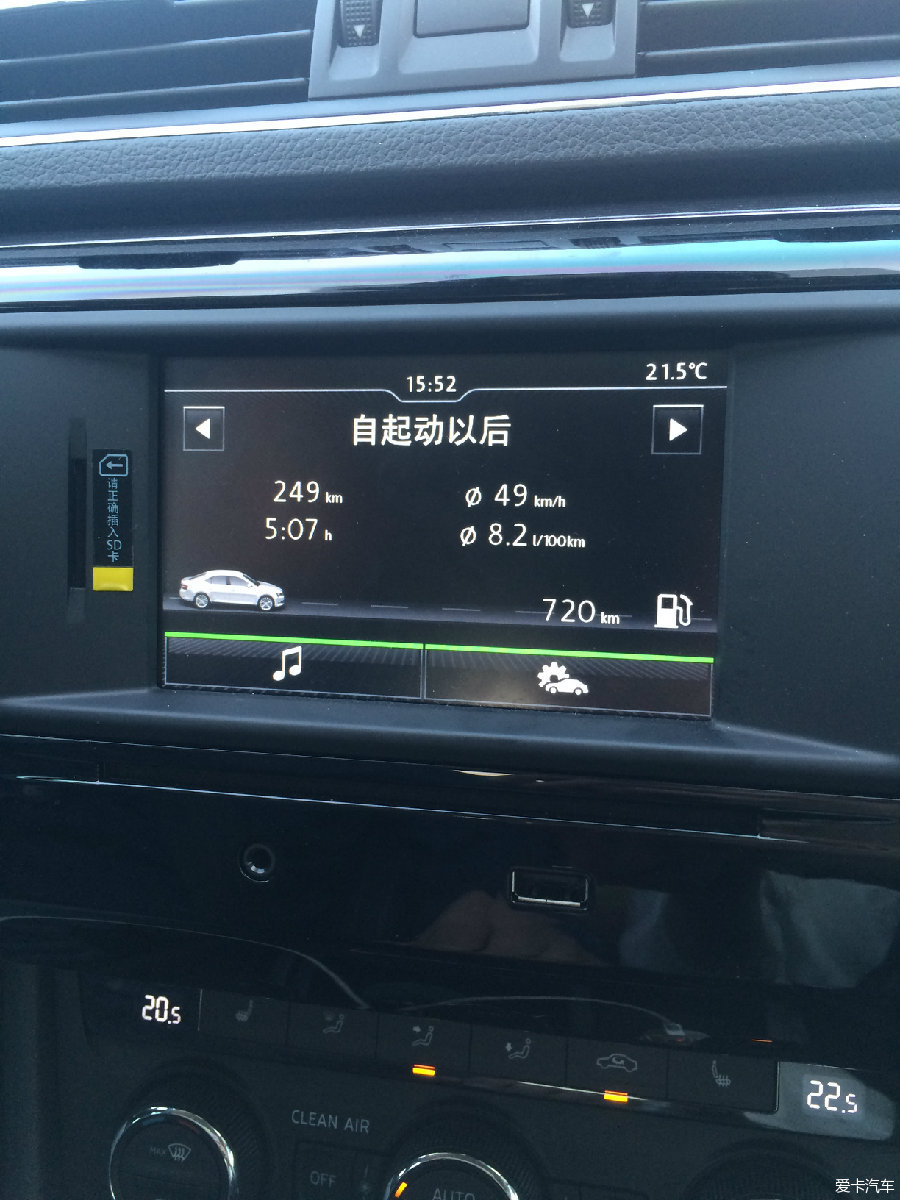 15:52
21.5℃
自起动以后
249 km
Ø 49 km/h
5:07 h
Ø 8.2 l/100km
720 km
请正确插入SD卡
20.5
22.5
CLEAN AIR
MAX
OFF
AUTO
爱卡汽车